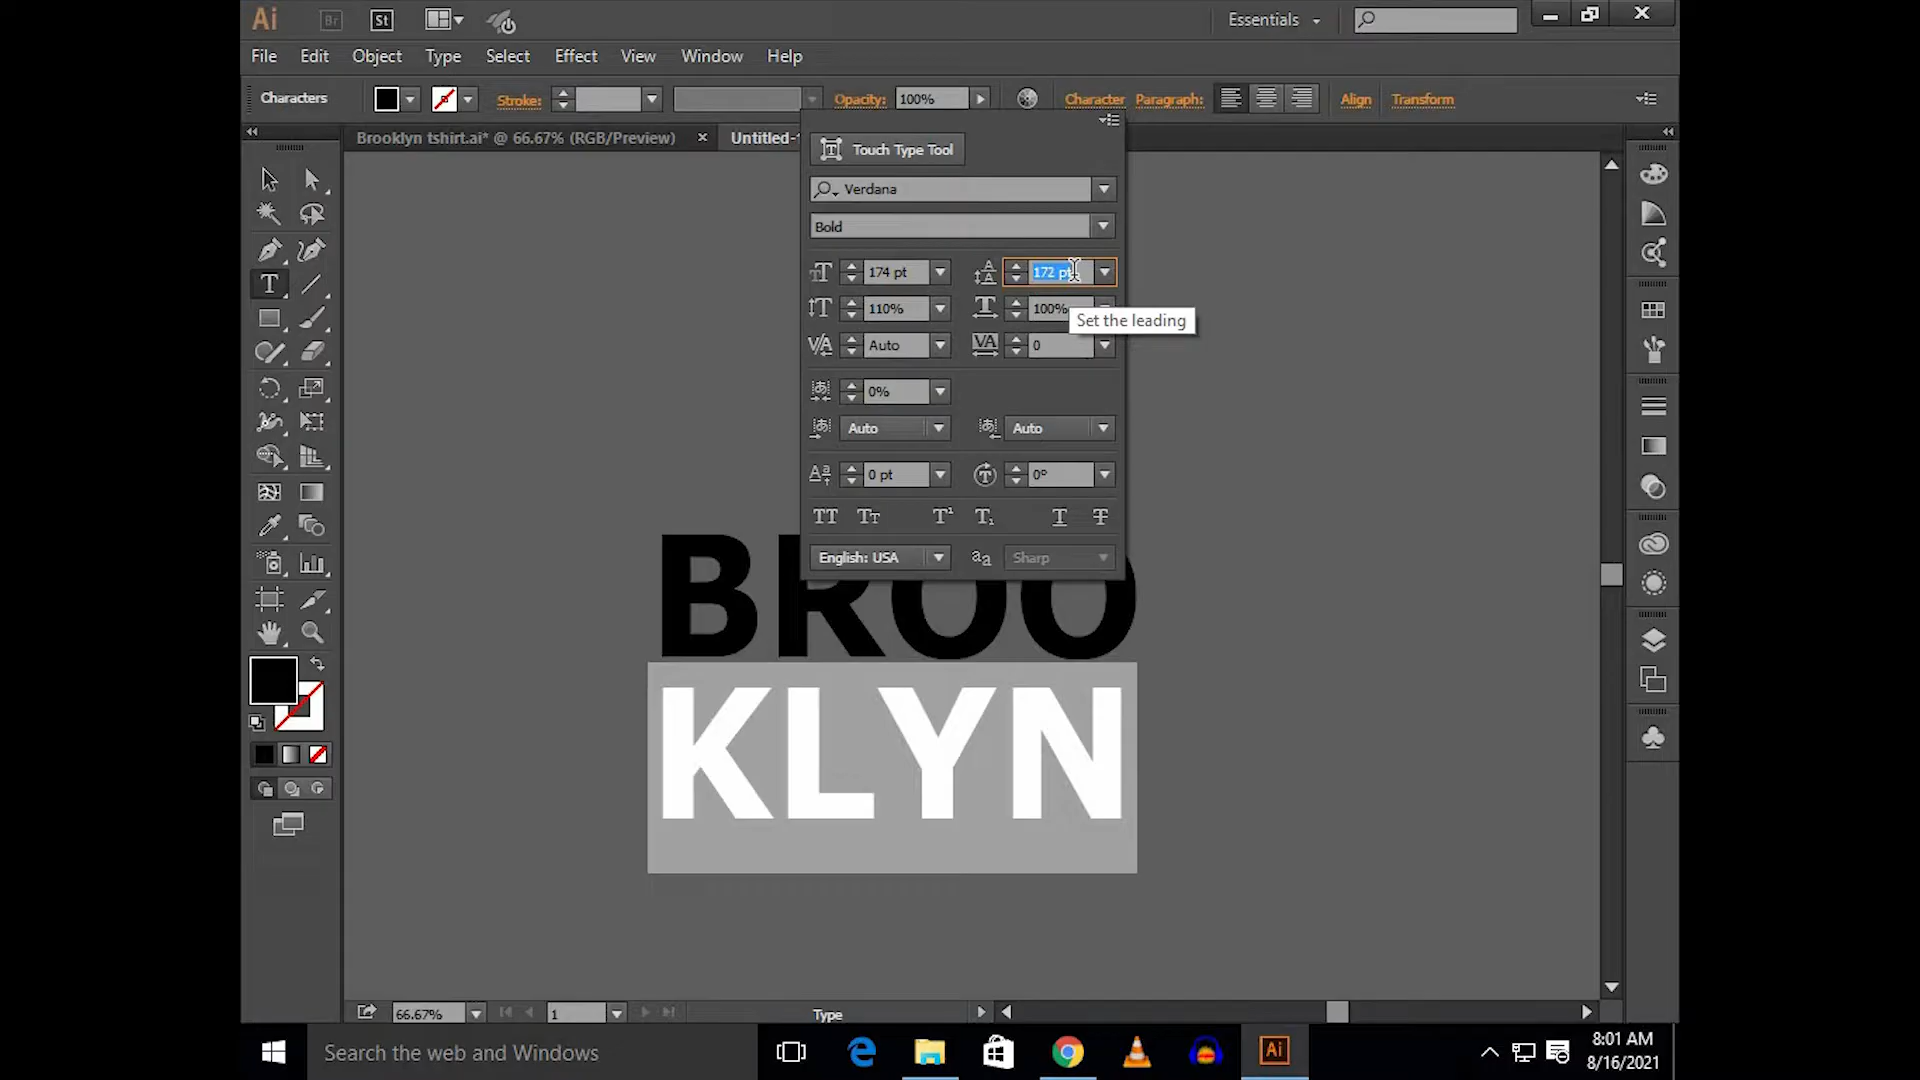 Ai Br St Essentials
File Edit Object Type Select Effect View Window Help
Characters Stroke: Opacity: 100% Character Paragraph: Align Transform
Brooklyn tshirt.ai* @ 66.67% (RGB/Preview) × Untitled-
Touch Type Tool
Verdana
Bold
174 pt 172 pt
110% 100%
Set the leading
Auto 0
0%
Auto Auto
0 pt 0°
English: USA Sharp
BROO
KLYN
66.67% 1 Type
Search the web and Windows
Ai
8:01 AM
8/16/2021